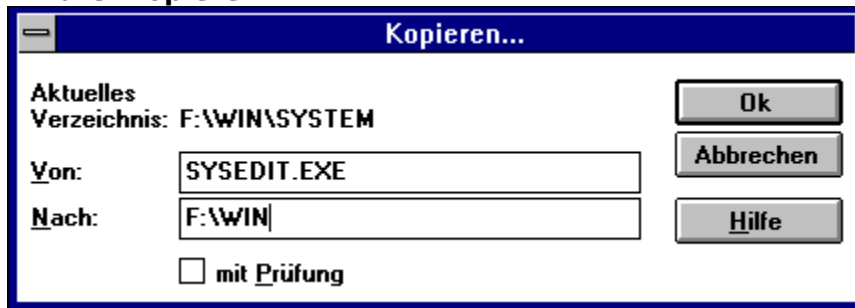 Kopieren...
Aktuelles
Verzeichnis: F:\WIN\SYSTEM
Ok
Abbrechen
Von: SYSEDIT.EXE
Nach: F:\WIN
Hilfe
mit Prüfung